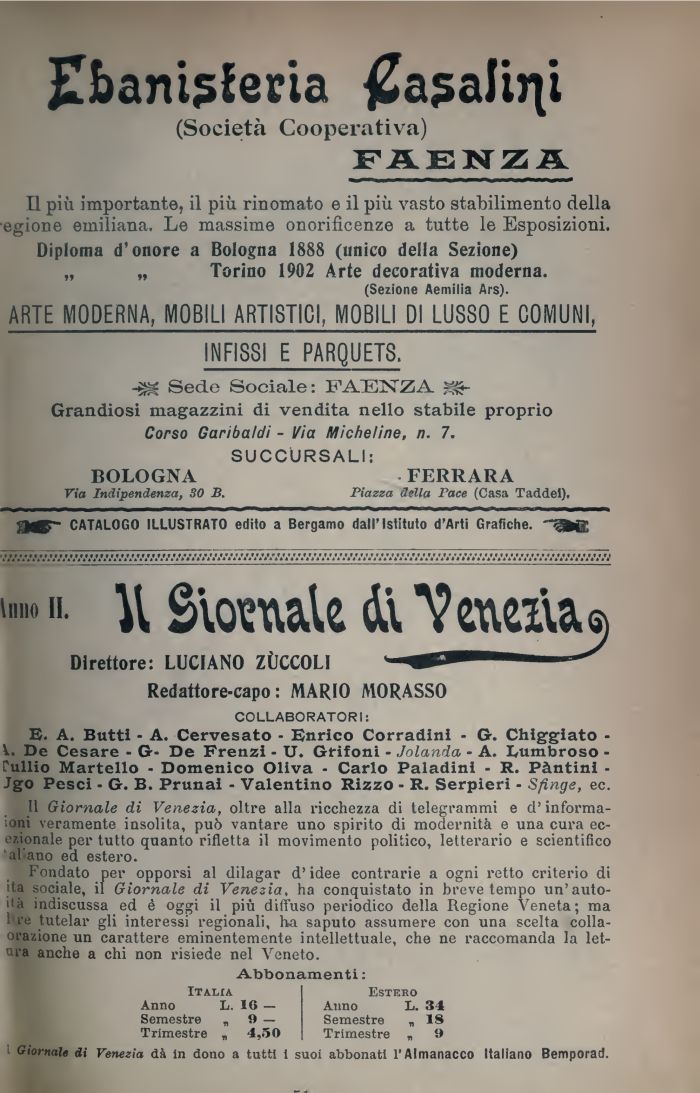 Ebanisteria Casalini
(Società Cooperativa)
FAENZA
Il più importante, il più rinomato e il più vasto stabilimento della
regione emiliana. Le massime onorificenze a tutte le Esposizioni.
Diploma d'onore a Bologna 1888 (unico della Sezione)
„ „ Torino 1902 Arte decorativa moderna.
(Sezione Aemilia Ars).
ARTE MODERNA, MOBILI ARTISTICI, MOBILI DI LUSSO E COMUNI,
INFISSI E PARQUETS.
Sede Sociale: FAENZA
Grandiosi magazzini di vendita nello stabile proprio
Corso Garibaldi - Via Micheline, n. 7.
SUCCURSALI:
BOLOGNA FERRARA
Via Indipendenza, 30 B. Piazza della Pace (Casa Taddei).
CATALOGO ILLUSTRATO edito a Bergamo dall'Istituto d'Arti Grafiche.
Anno II. Il Giornale di Venezia
Direttore: LUCIANO ZÙCCOLI
Redattore-capo: MARIO MORASSO
COLLABORATORI:
E. A. Butti - A. Cervesato - Enrico Corradini - G. Chiggiato -
A. De Cesare - G. De Frenzi - U. Grifoni - Jolanda - A. Lumbroso -
Tullio Martello - Domenico Oliva - Carlo Paladini - R. Pàntini -
Ugo Pesci - G. B. Prunai - Valentino Rizzo - R. Serpieri - Sfinge, ec.
Il Giornale di Venezia, oltre alla ricchezza di telegrammi e d'informa-
ioni veramente insolita, può vantare uno spirito di modernità e una cura ec-
ezionale per tutto quanto rifletta il movimento politico, letterario e scientifico
taliano ed estero.
Fondato per opporsi al dilagar d'idee contrarie a ogni retto criterio di
ita sociale, il Giornale di Venezia, ha conquistato in breve tempo un'auto-
ità indiscussa ed è oggi il più diffuso periodico della Regione Veneta; ma
tre tutelar gli interessi regionali, ha saputo assumere con una scelta colla-
orazione un carattere eminentemente intellettuale, che ne raccomanda la let-
ura anche a chi non risiede nel Veneto.
Abbonamenti:
ITALIA ESTERO
Anno L. 16 — Anno L. 34
Semestre „ 9 — Semestre „ 18
Trimestre „ 4,50 Trimestre „ 9
l Giornale di Venezia dà in dono a tutti i suoi abbonati l'Almanacco Italiano Bemporad.